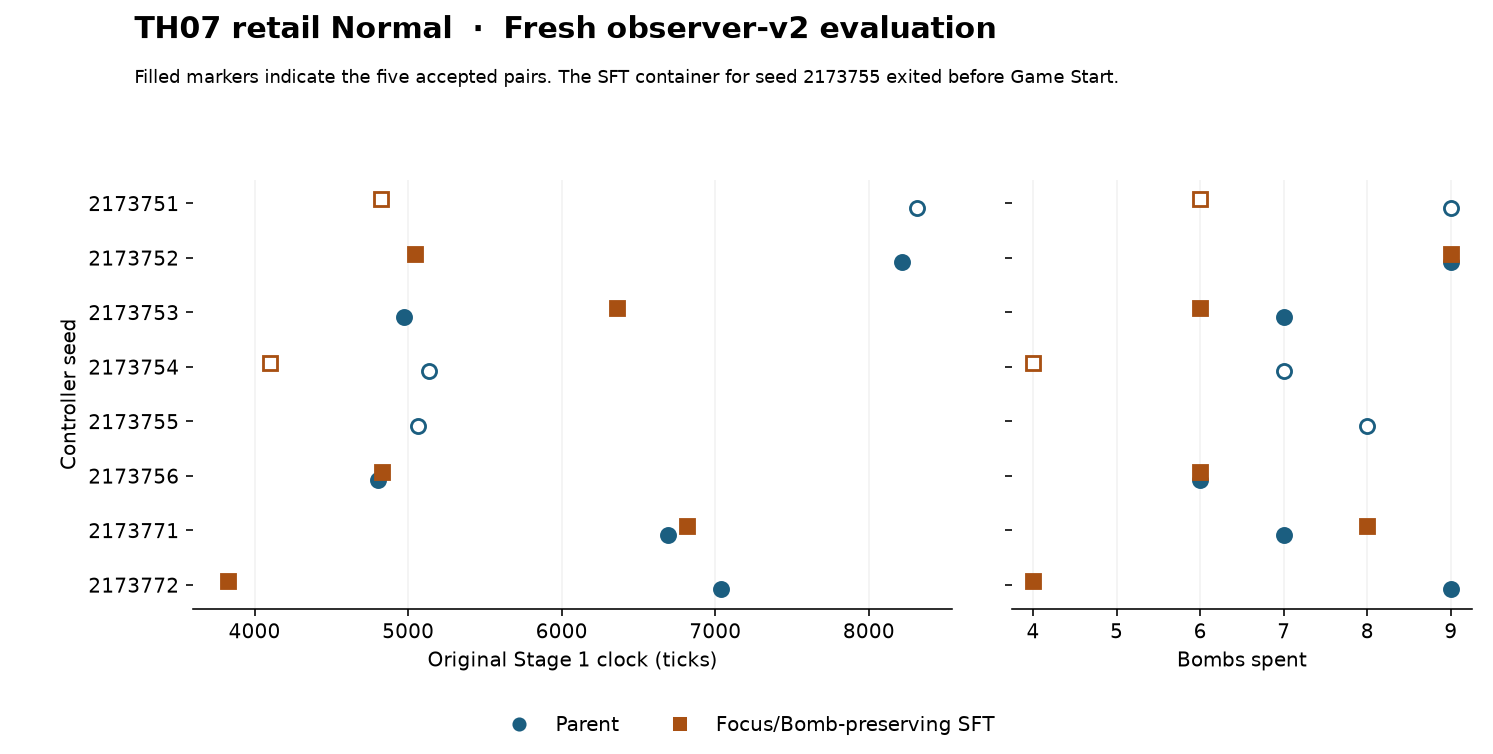 TH07 retail Normal · Fresh observer-v2 evaluation
Filled markers indicate the five accepted pairs. The SFT container for seed 2173755 exited before Game Start.
Controller seed
2173751
2173752
2173753
2173754
2173755
2173756
2173771
2173772
4000 5000 6000 7000 8000
Original Stage 1 clock (ticks)
4 5 6 7 8 9
Bombs spent
Parent Focus/Bomb-preserving SFT